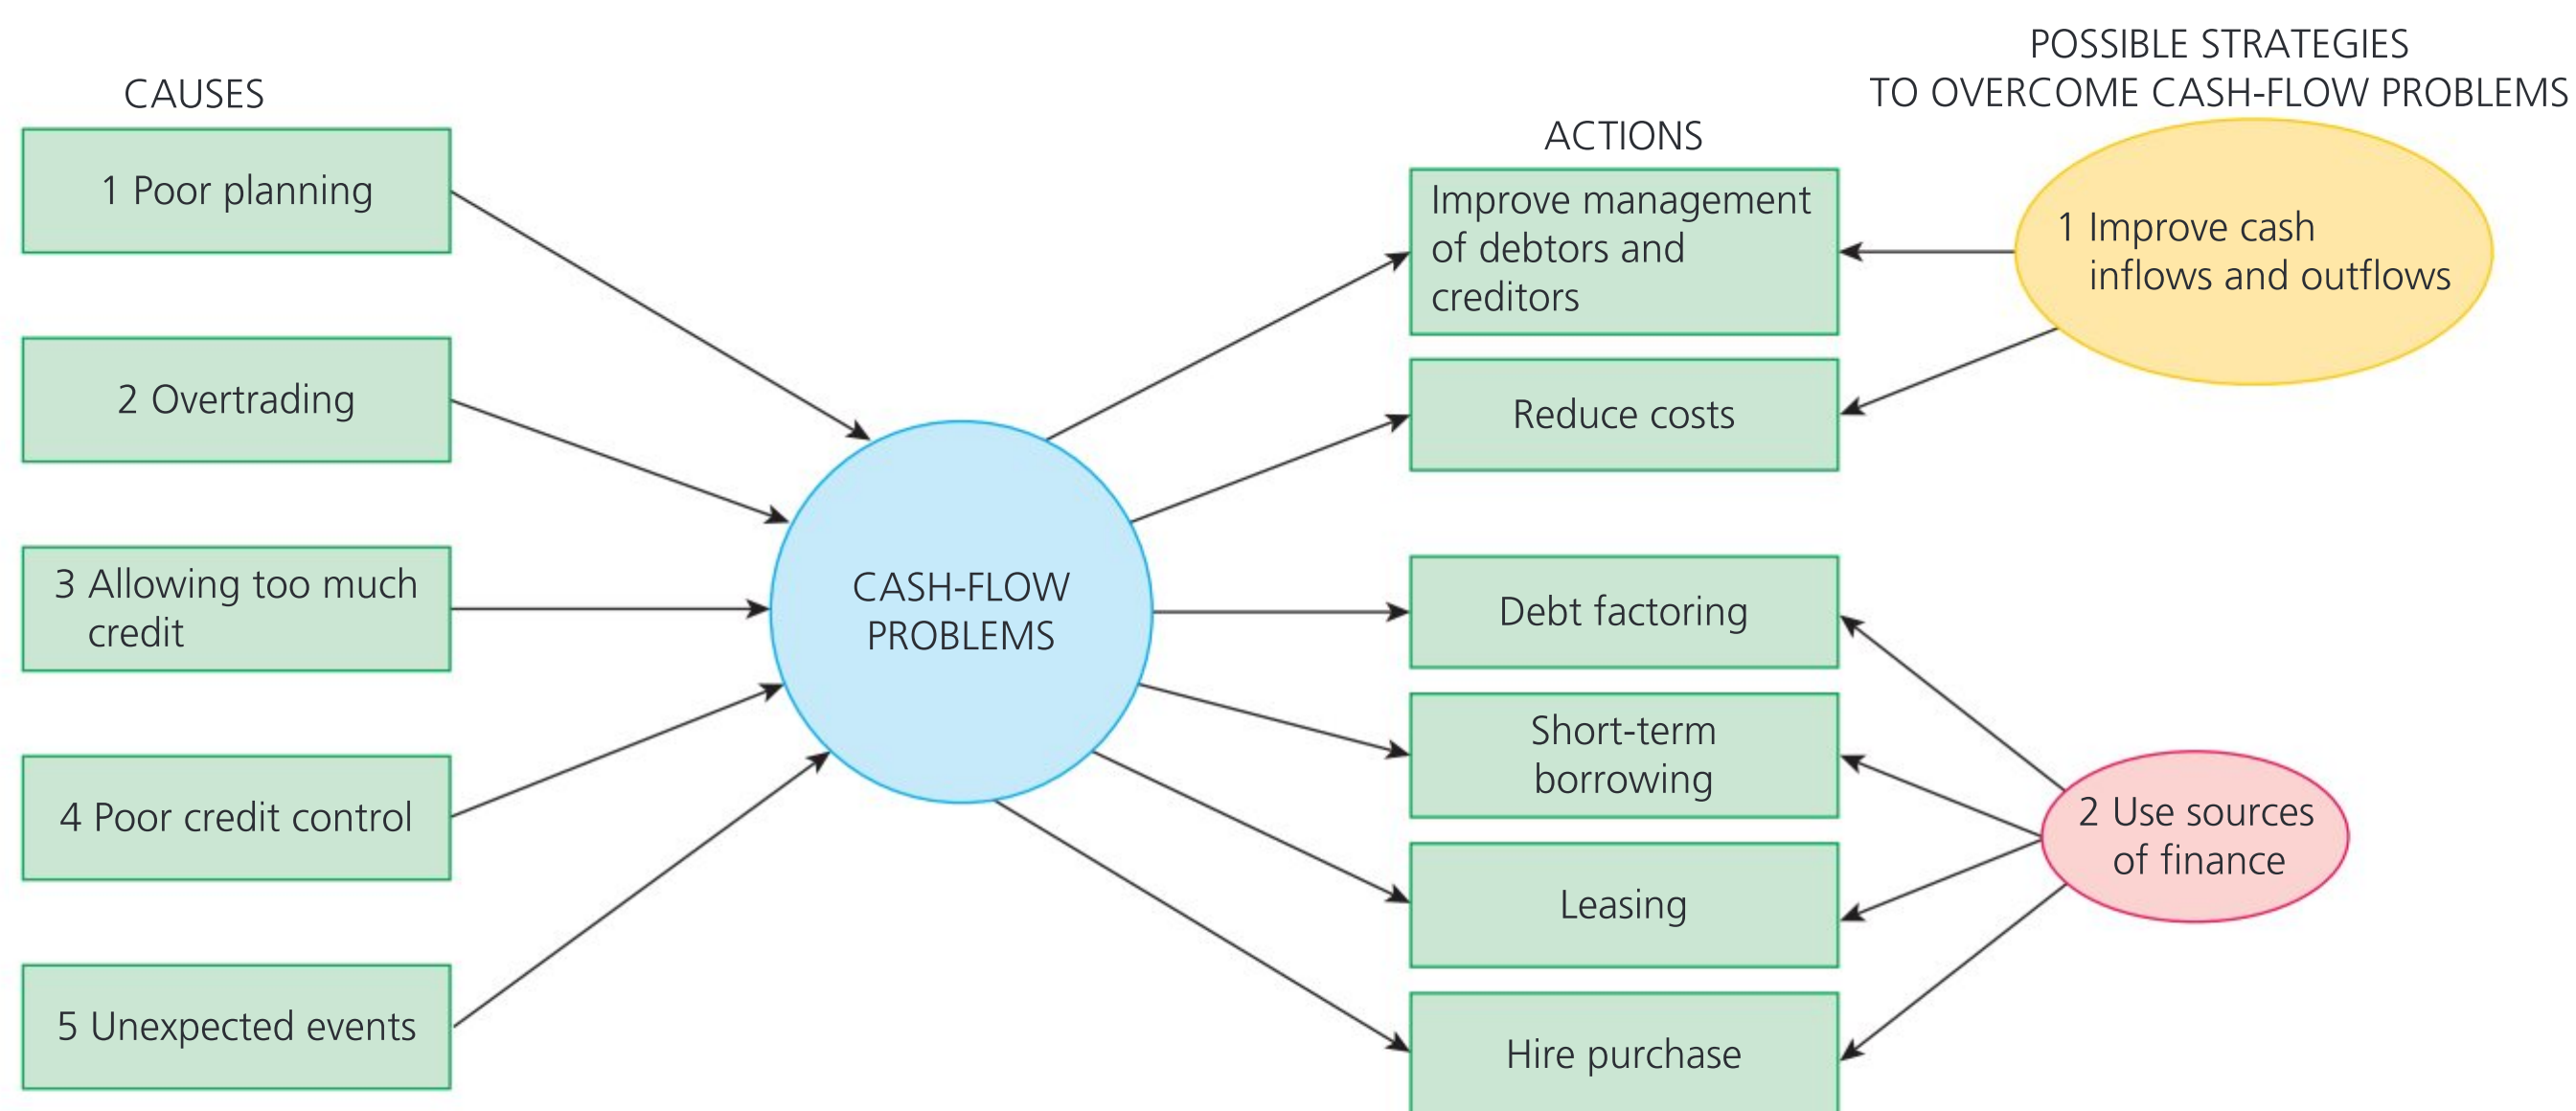 CAUSES
1 Poor planning
2 Overtrading
3 Allowing too much
credit
4 Poor credit control
5 Unexpected events
CASH-FLOW
PROBLEMS
ACTIONS
Improve management
of debtors and
creditors
Reduce costs
Debt factoring
Short-term
borrowing
Leasing
Hire purchase
POSSIBLE STRATEGIES
TO OVERCOME CASH-FLOW PROBLEMS
1 Improve cash
inflows and outflows
2 Use sources
of finance